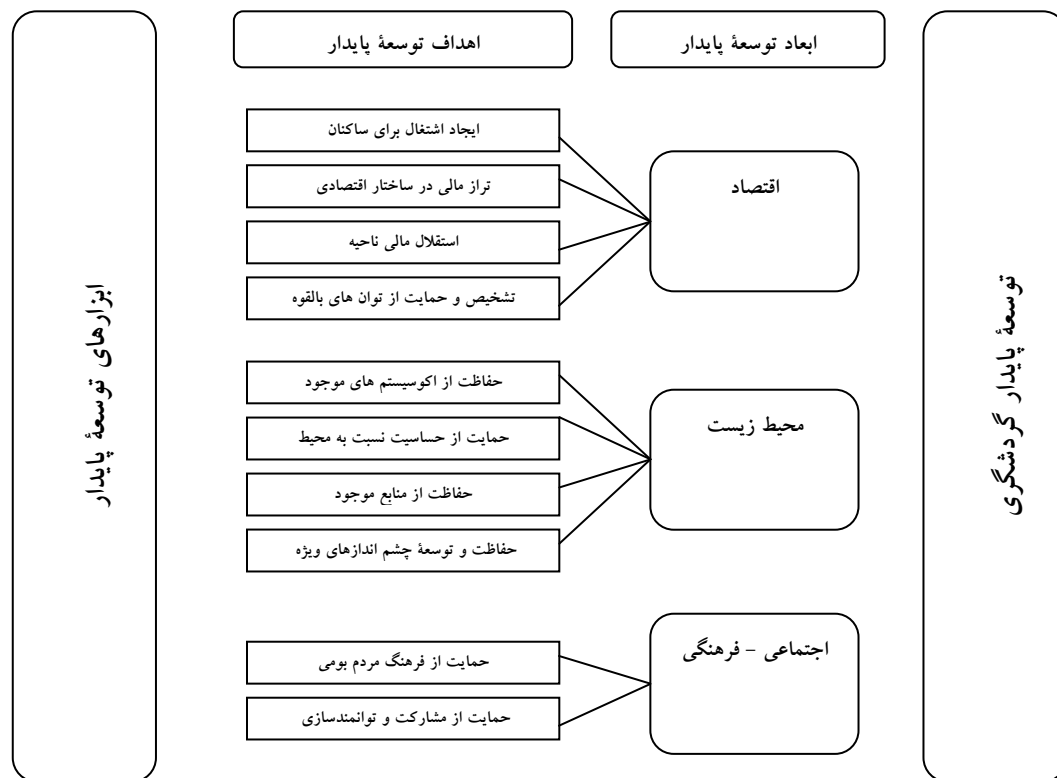 توسعهٔ پایدار گردشگری
ابعاد توسعهٔ پایدار
اهداف توسعهٔ پایدار
اقتصاد
ایجاد اشتغال برای ساکنان
تراز مالی در ساختار اقتصادی
استقلال مالی ناحیه
تشخیص و حمایت از توان های بالقوه
محیط زیست
حفاظت از اکوسیستم های موجود
حمایت از حساسیت نسبت به محیط
حفاظت از منابع موجود
حفاظت و توسعهٔ چشم اندازهای ویژه
اجتماعی - فرهنگی
حمایت از فرهنگ مردم بومی
حمایت از مشارکت و توانمندسازی
ابزارهای توسعهٔ پایدار